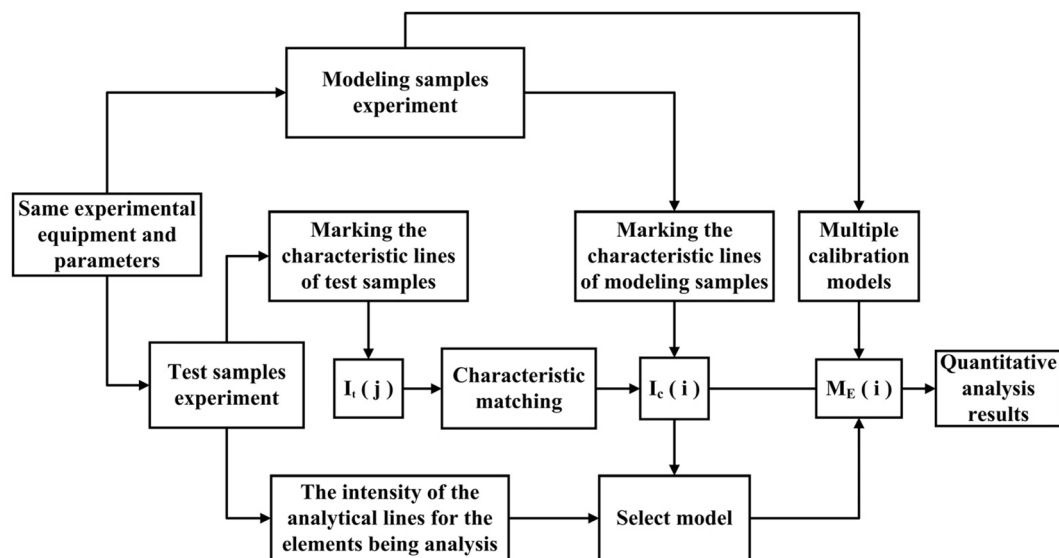 Modeling samples
experiment
Same experimental
equipment and
parameters
Marking the
characteristic lines
of test samples
Marking the
characteristic lines
of modeling samples
Multiple
calibration
models
Test samples
experiment
Iₜ ( j )
Characteristic
matching
I_c ( i )
M_E ( i )
Quantitative
analysis
results
The intensity of the
analytical lines for the
elements being analysis
Select model